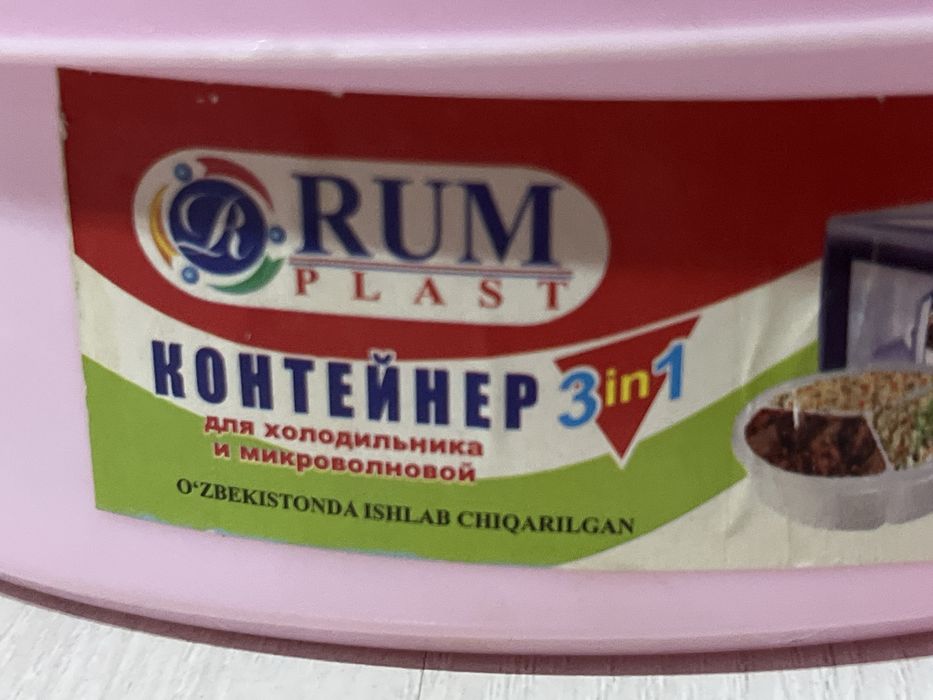 R
RUM
PLAST
КОНТЕЙНЕР 3in1
для холодильника
и микроволновой
O‘ZBEKISTONDA ISHLAB CHIQARILGAN